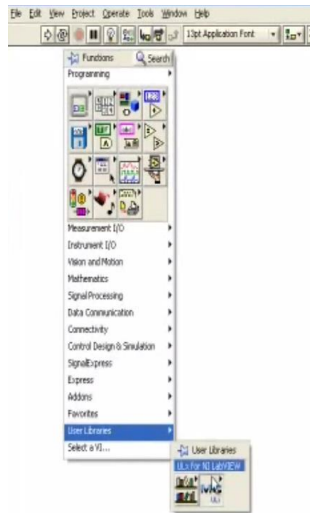 File Edit View Project Operate Tools Window Help
13pt Application Font
Functions Search
Programming
Measurement I/O
Instrument I/O
Vision and Motion
Mathematics
Signal Processing
Data Communication
Connectivity
Control Design & Simulation
SignalExpress
Express
Addons
Favorites
User Libraries
Select a VI...
User Libraries
ULx for NI LabVIEW